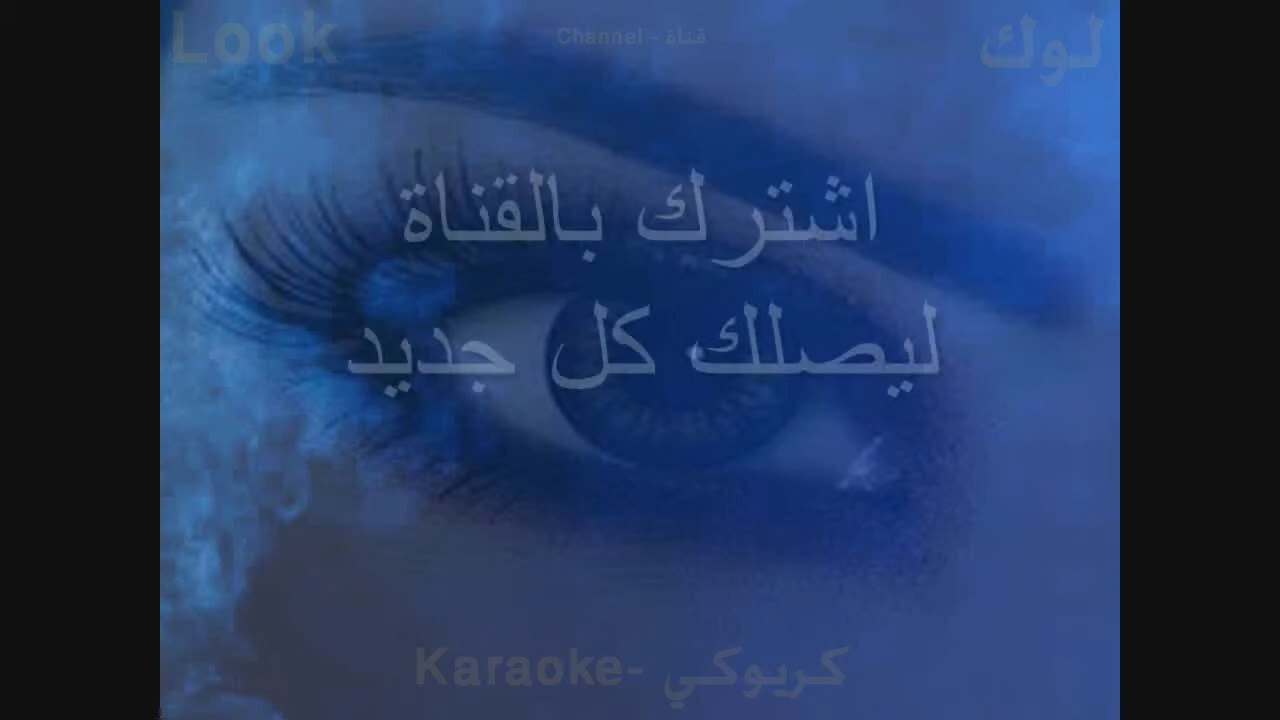 Look
Channel - قناة
لوك
اشترك بالقناة
ليصلك كل جديد
Karaoke- كريوكي